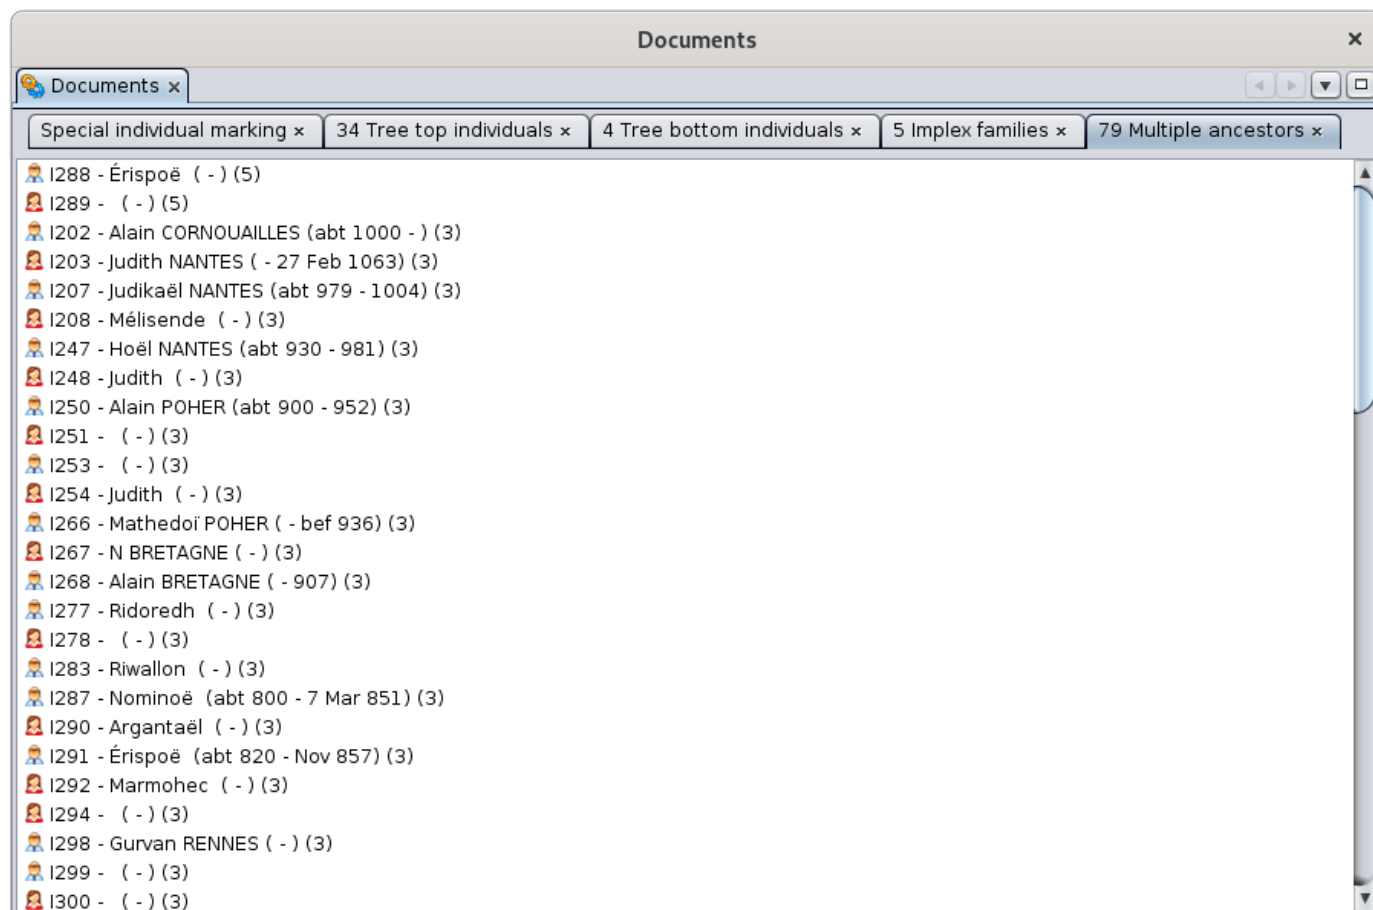 Documents ×
Documents ×
Special individual marking × 34 Tree top individuals × 4 Tree bottom individuals × 5 Implex families × 79 Multiple ancestors ×
I288 - Érispoë ( - ) (5)
I289 - ( - ) (5)
I202 - Alain CORNOUAILLES (abt 1000 - ) (3)
I203 - Judith NANTES ( - 27 Feb 1063) (3)
I207 - Judikaël NANTES (abt 979 - 1004) (3)
I208 - Mélisende ( - ) (3)
I247 - Hoël NANTES (abt 930 - 981) (3)
I248 - Judith ( - ) (3)
I250 - Alain POHER (abt 900 - 952) (3)
I251 - ( - ) (3)
I253 - ( - ) (3)
I254 - Judith ( - ) (3)
I266 - Mathedoï POHER ( - bef 936) (3)
I267 - N BRETAGNE ( - ) (3)
I268 - Alain BRETAGNE ( - 907) (3)
I277 - Ridoredh ( - ) (3)
I278 - ( - ) (3)
I283 - Riwallon ( - ) (3)
I287 - Nominoë (abt 800 - 7 Mar 851) (3)
I290 - Argantaël ( - ) (3)
I291 - Érispoë (abt 820 - Nov 857) (3)
I292 - Marmohec ( - ) (3)
I294 - ( - ) (3)
I298 - Gurvan RENNES ( - ) (3)
I299 - ( - ) (3)
I300 - ( - ) (3)